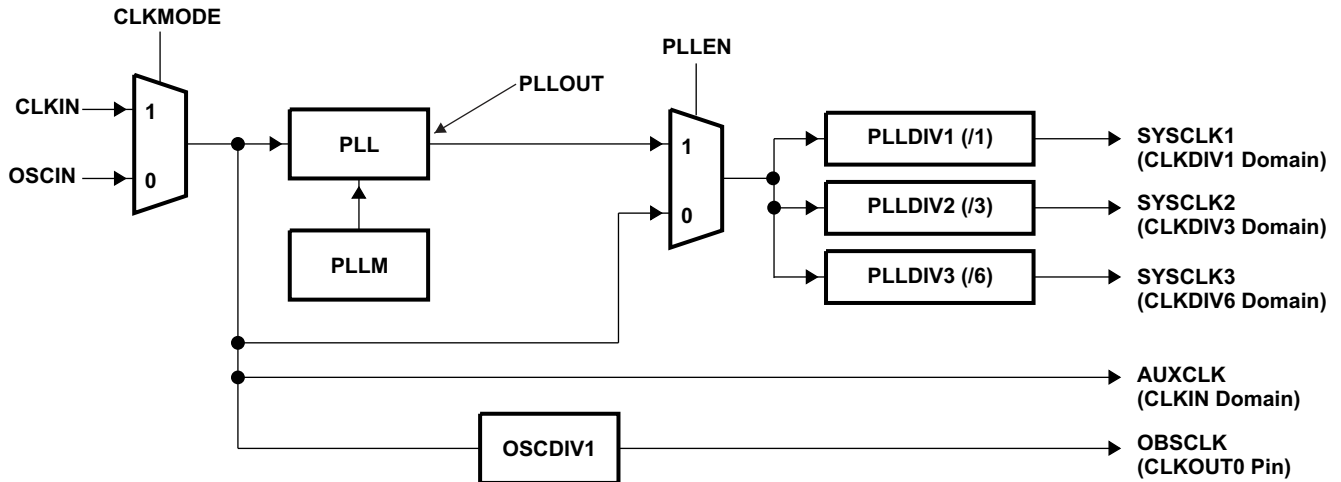 CLKMODE
CLKIN
OSCIN
1
0
PLL
PLLOUT
PLLM
PLLEN
1
0
PLLDIV1 (/1)
PLLDIV2 (/3)
PLLDIV3 (/6)
SYSCLK1
(CLKDIV1 Domain)
SYSCLK2
(CLKDIV3 Domain)
SYSCLK3
(CLKDIV6 Domain)
AUXCLK
(CLKIN Domain)
OSCDIV1
OBSCLK
(CLKOUT0 Pin)